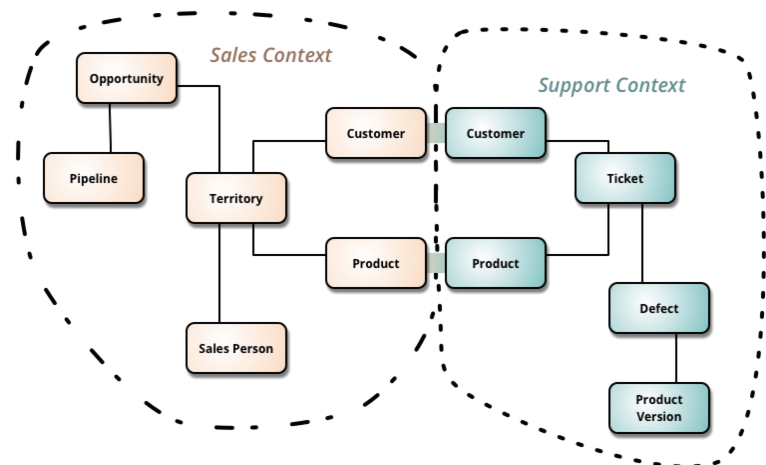 Sales Context
Support Context
Opportunity
Customer
Customer
Pipeline
Ticket
Territory
Product
Product
Defect
Sales Person
Product
Version